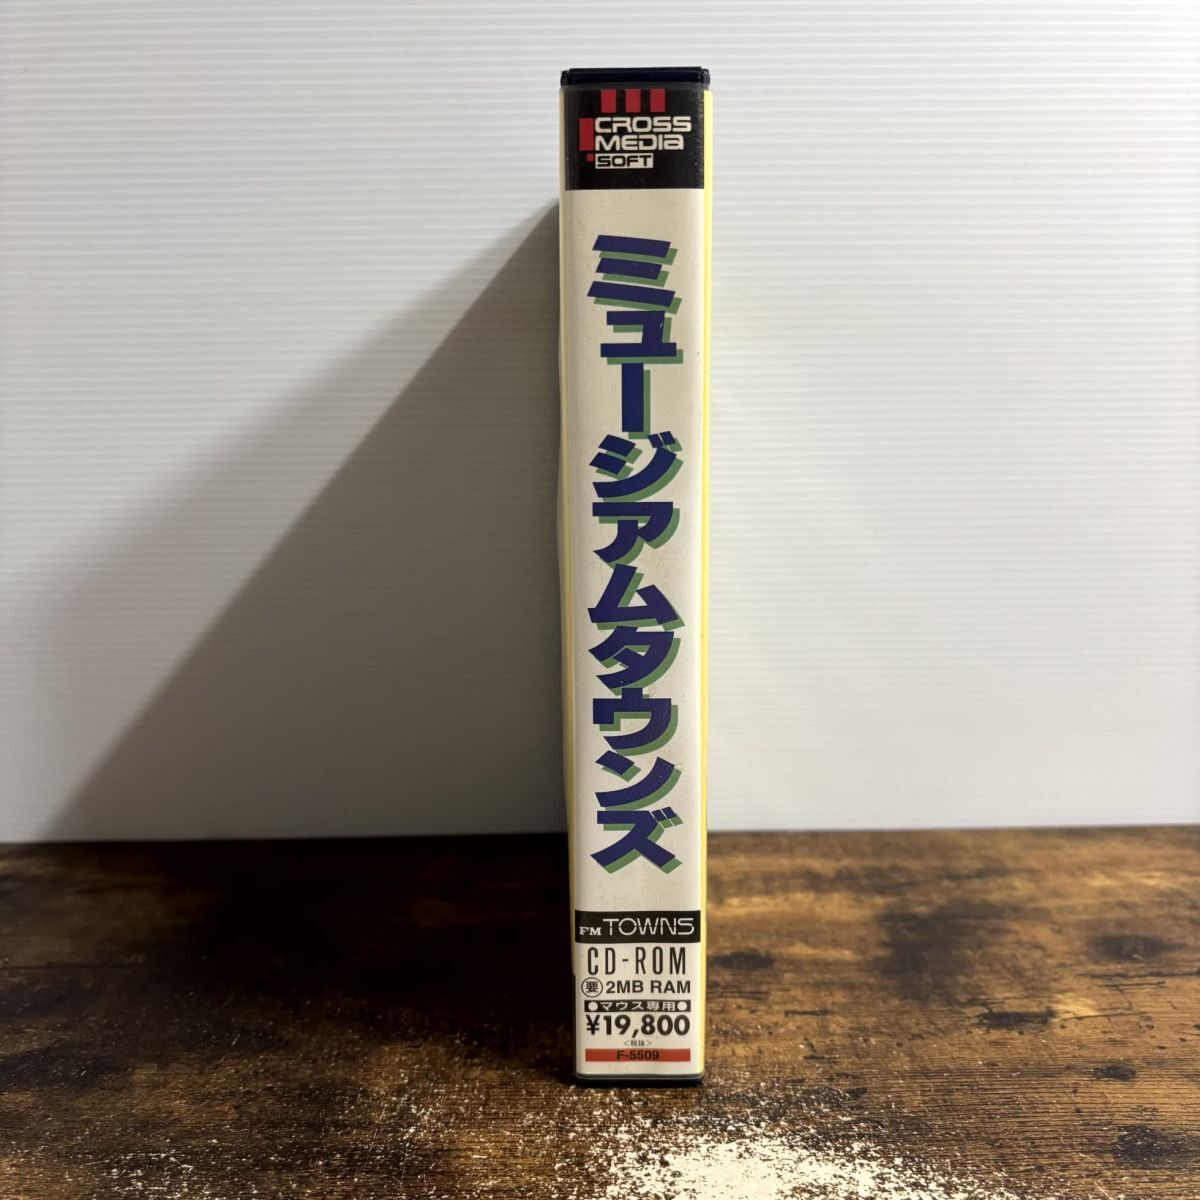 CROSS
MEDIA
SOFT
ミュージアムタウンズ
FM TOWNS
CD-ROM
要 2MB RAM
●マウス専用●
¥19,800
<税抜>
F-5509